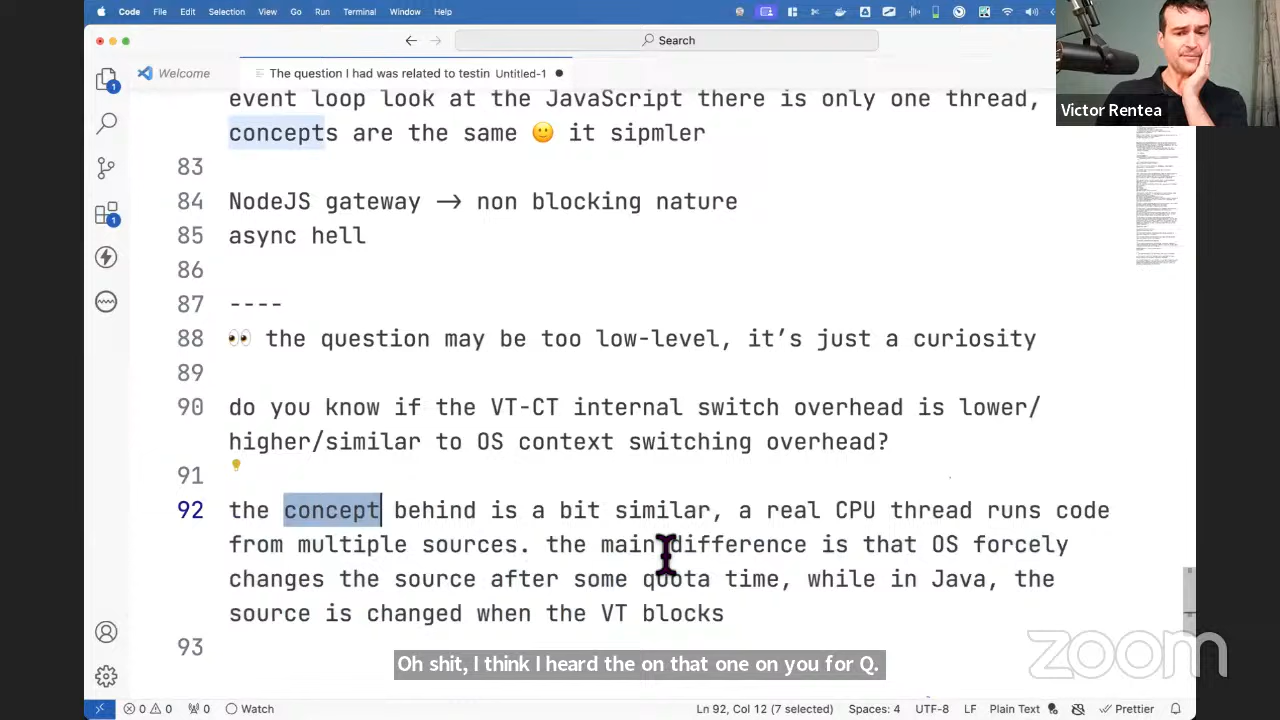 Code File Edit Selection View Go Run Terminal Window Help
Search
Victor Rentea
Welcome
The question I had was related to testin Untitled-1
event loop look at the JavaScript there is only one thread,
concepts are the same 🙂 it sipmler
83
84 NodeJS gateway → non blocking natur
85 async hell
86
87 ----
88 👀 the question may be too low-level, it's just a curiosity
89
90 do you know if the VT-CT internal switch overhead is lower/
higher/similar to OS context switching overhead?
91
92 the concept behind is a bit similar, a real CPU thread runs code
from multiple sources. the main difference is that OS forcely
changes the source after some quota time, while in Java, the
source is changed when the VT blocks
93
Oh shit, I think I heard the on that one on you for Q.
zoom
0 0 0 Watch Ln 92, Col 12 (7 selected) Spaces: 4 UTF-8 LF Plain Text Prettier